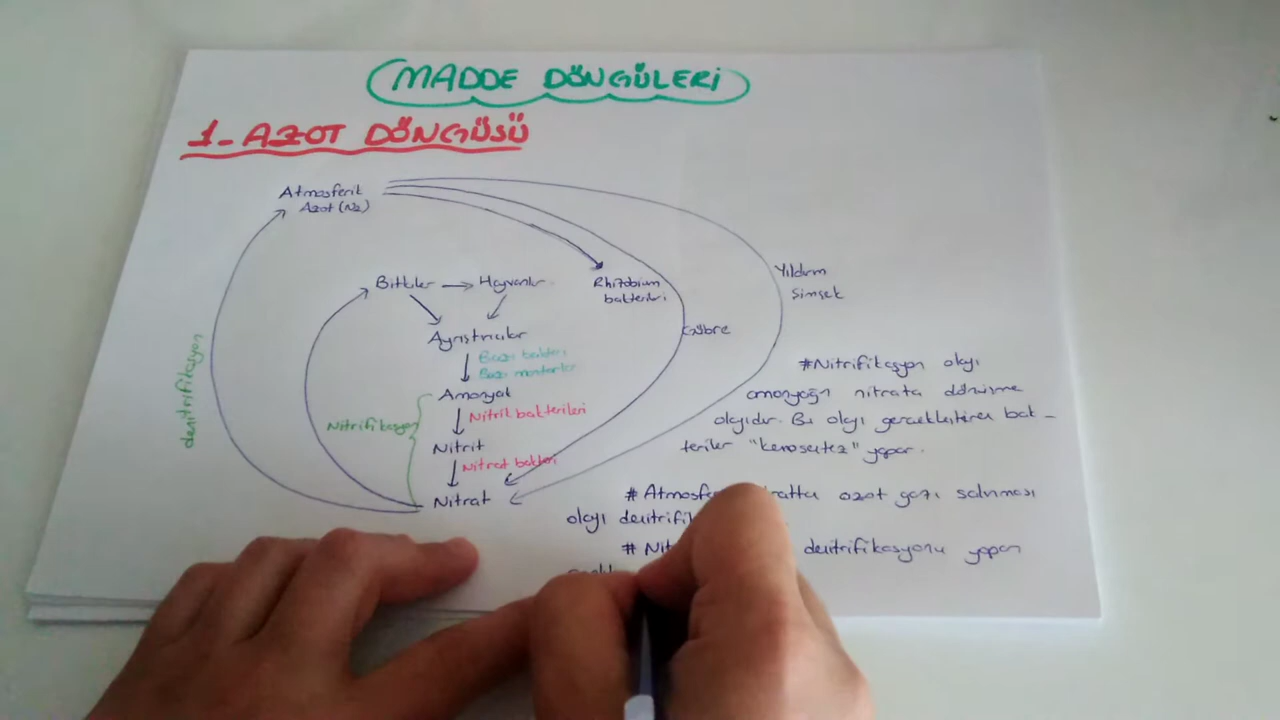 MADDE DÖNGÜLERİ
1- AZOT DÖNGÜSÜ
Atmosferik
Azot (N2)
Bitkiler → Hayvanlar
Rhizobium
bakterileri
Yıldırım
Şimşek
Gübre
Ayrıştırıcılar
Bazı bakteri
Bazı mantarlar
Amonyak
Nitrit bakterileri
Nitrifikasyon
Nitrit
Nitrat bakteri
Nitrat
denitrifikasyon
#Nitrifikasyon olayı
amonyağın nitrata dönüşme
olayıdır. Bu olayı gerçekleştiren bak-
teriler "kemosentez" yapar.
# Atmosfe azot gazı salınması
olayı denitrifi
# Nit denitrifikasyonu yapan